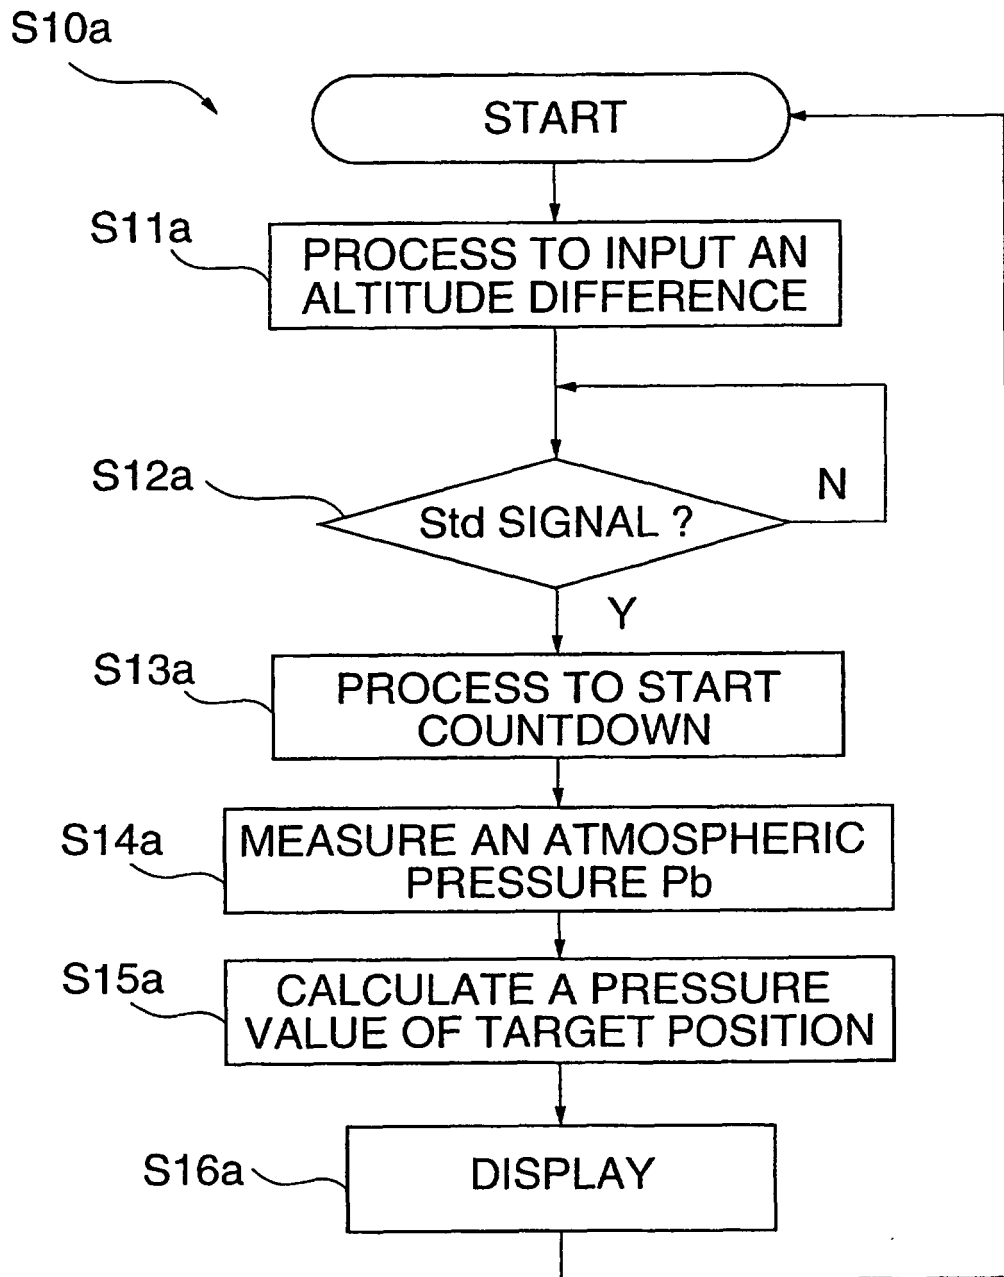 S10a
START
S11a
PROCESS TO INPUT AN
ALTITUDE DIFFERENCE
S12a
Std SIGNAL ?
N
Y
S13a
PROCESS TO START
COUNTDOWN
S14a
MEASURE AN ATMOSPHERIC
PRESSURE Pb
S15a
CALCULATE A PRESSURE
VALUE OF TARGET POSITION
S16a
DISPLAY